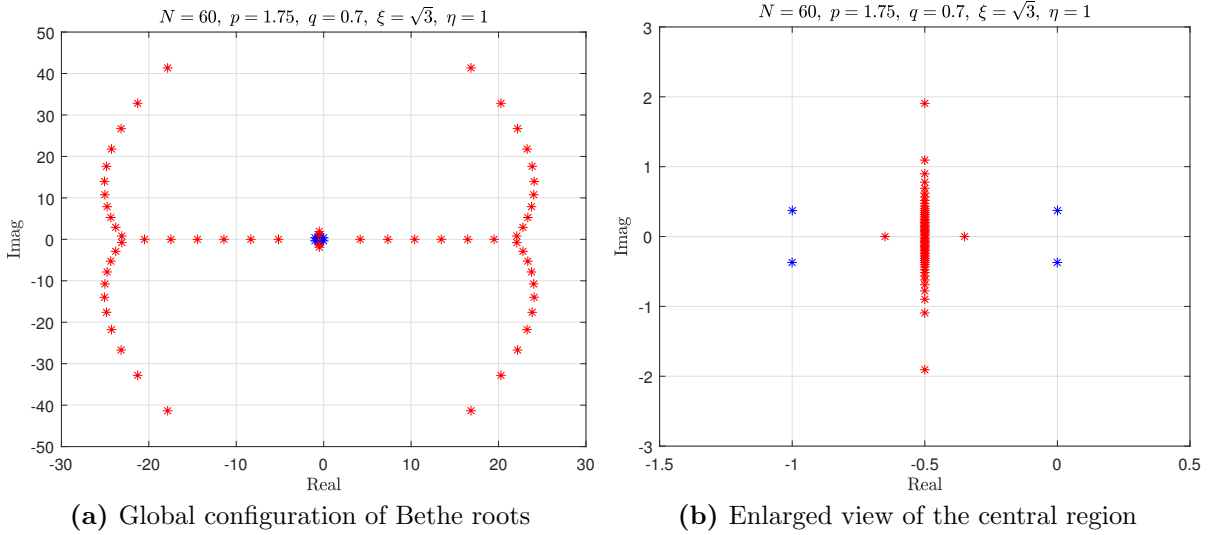 N = 60, p = 1.75, q = 0.7, ξ = √3, η = 1
50
40
30
20
10
0
-10
-20
-30
-40
-50
Imag
-30 -20 -10 0 10 20 30
Real
(a) Global configuration of Bethe roots
N = 60, p = 1.75, q = 0.7, ξ = √3, η = 1
3
2
1
0
-1
-2
-3
Imag
-1.5 -1 -0.5 0 0.5
Real
(b) Enlarged view of the central region